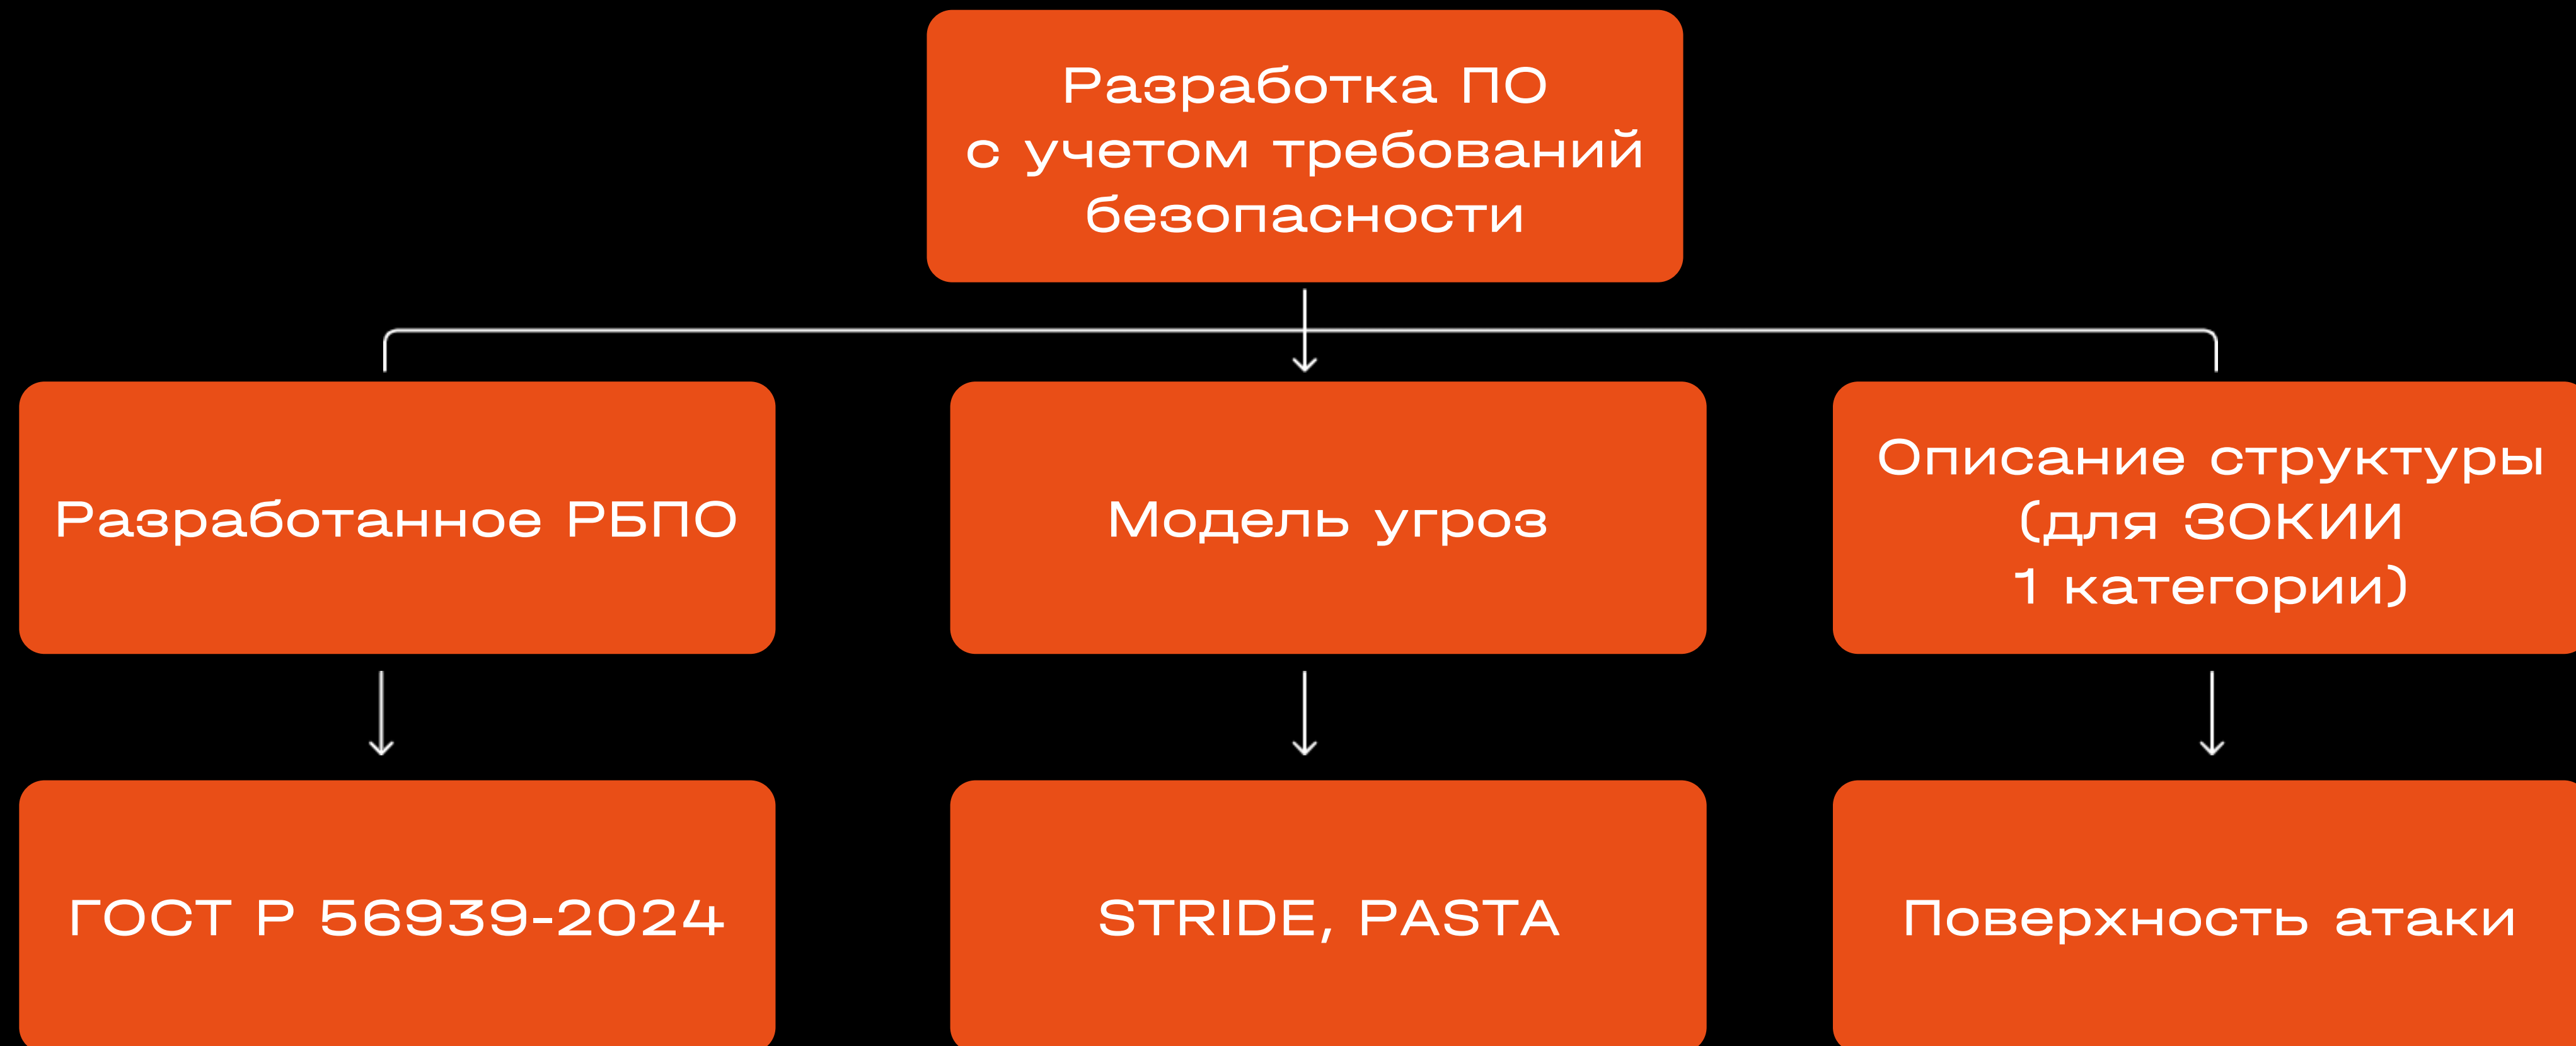 Разработка ПО
с учетом требований
безопасности
Разработанное РБПО
Модель угроз
Описание структуры
(для ЗОКИИ
1 категории)
ГОСТ Р 56939-2024
STRIDE, PASTA
Поверхность атаки